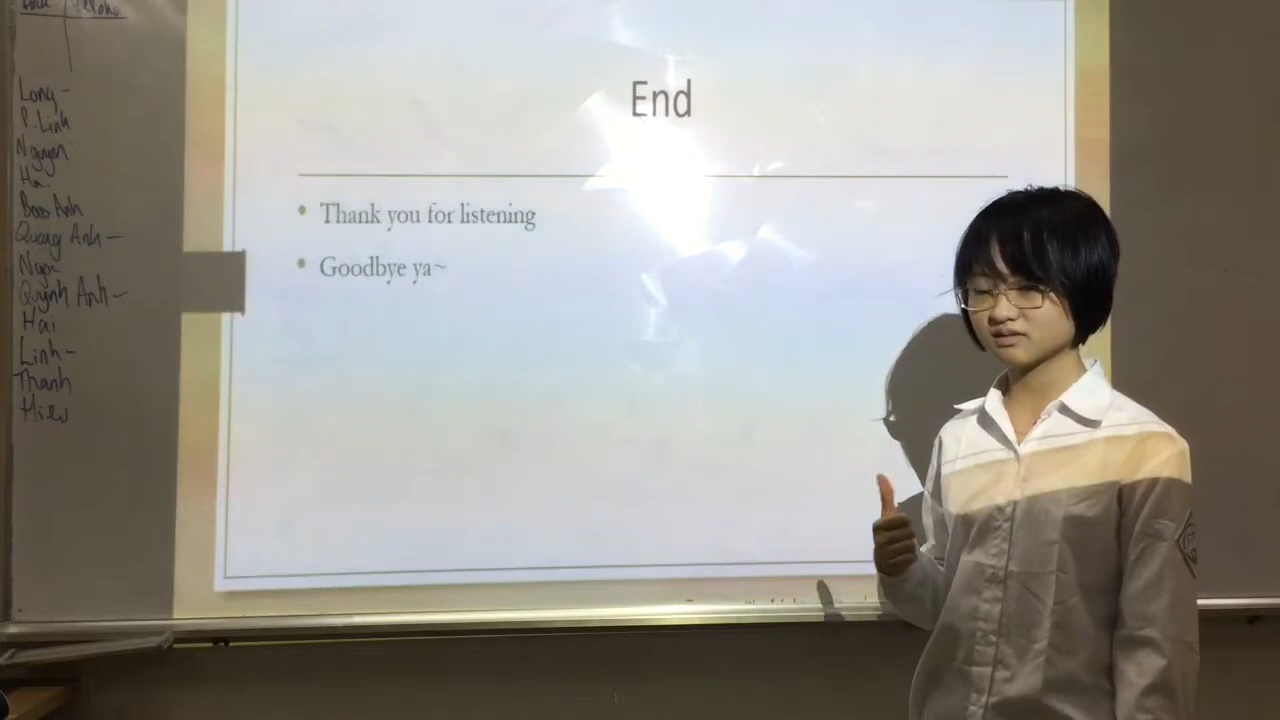 Long -
P. Linh
Nguyen
Ha
Bao Anh
Quang Anh -
Ngoc
Quynh Anh -
Hai
Linh -
Thanh
Hieu
End
• Thank you for listening
• Goodbye ya~